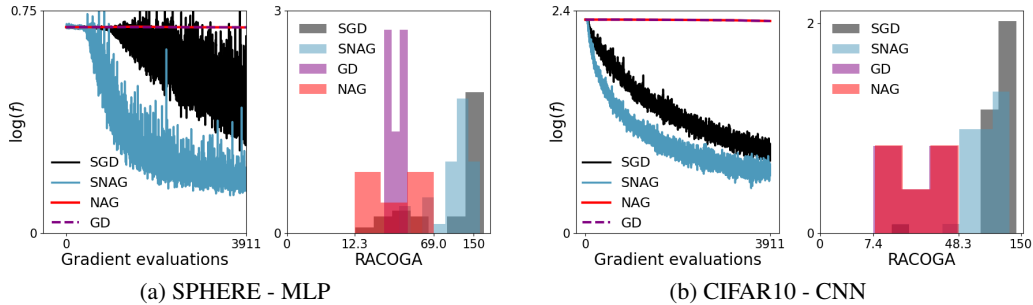 0.75
log(f)
SGD
SNAG
NAG
GD
0
0
3911
Gradient evaluations
3
SGD
SNAG
GD
NAG
0
0
12.3
69.0
150
RACOGA
(a) SPHERE - MLP
2.4
log(f)
SGD
SNAG
NAG
GD
0
0
3911
Gradient evaluations
2
SGD
SNAG
GD
NAG
0
0
7.4
48.3
150
RACOGA
(b) CIFAR10 - CNN